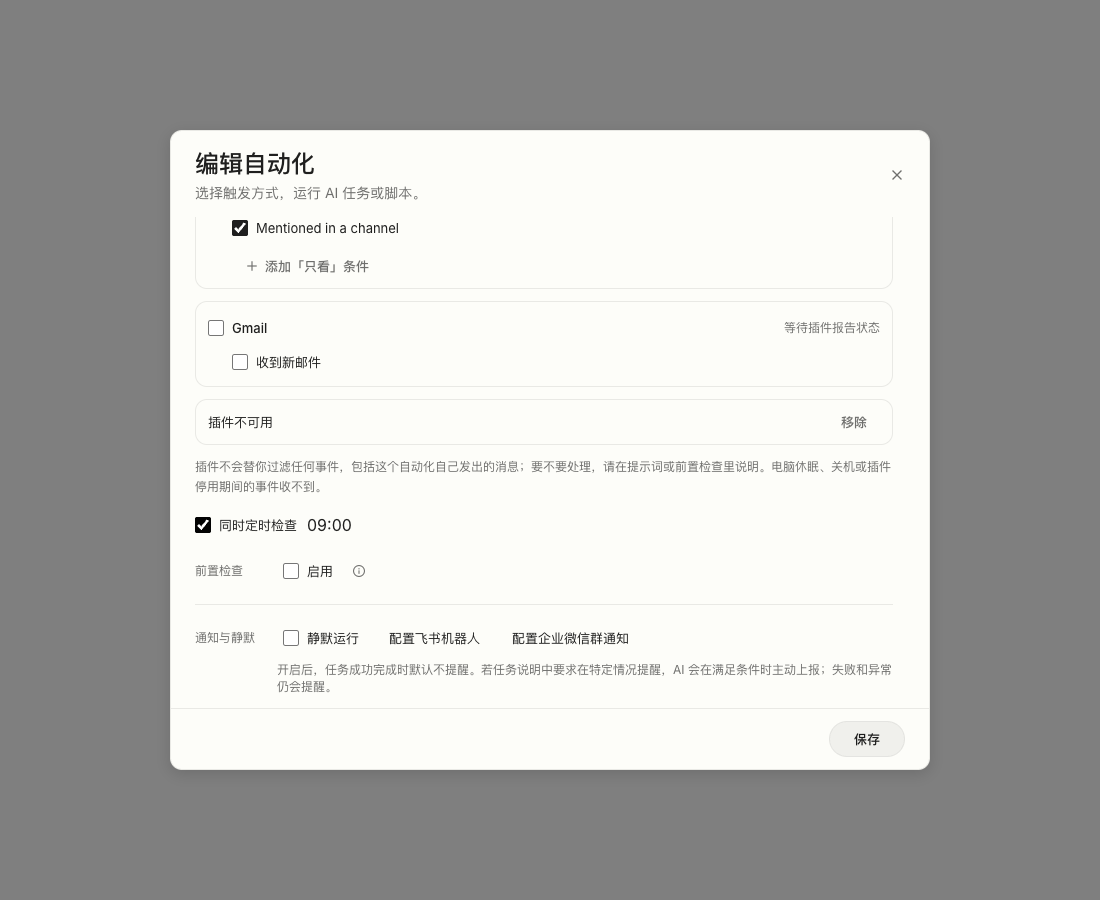 编辑自动化
选择触发方式，运行 AI 任务或脚本。
Mentioned in a channel
添加「只看」条件
Gmail 等待插件报告状态
收到新邮件
插件不可用 移除
插件不会替你过滤任何事件，包括这个自动化自己发出的消息；要不要处理，请在提示词或前置检查里说明。电脑休眠、关机或插件
停用期间的事件收不到。
同时定时检查 09:00
前置检查 启用
通知与静默 静默运行 配置飞书机器人 配置企业微信群通知
开启后，任务成功完成时默认不提醒。若任务说明中要求在特定情况提醒，AI 会在满足条件时主动上报；失败和异常
仍会提醒。
保存